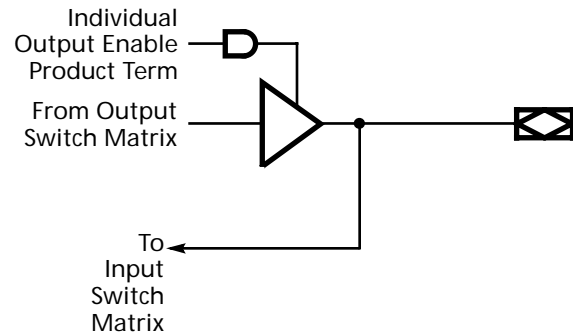 Individual
Output Enable
Product Term
From Output
Switch Matrix
To
Input
Switch
Matrix